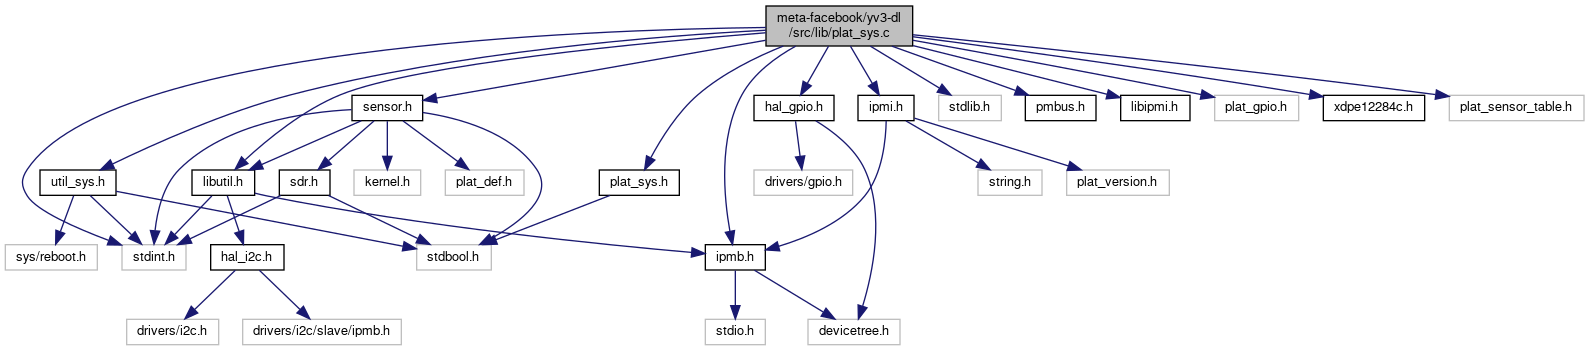 meta-facebook/yv3-dl
/src/lib/plat_sys.c
sensor.h
hal_gpio.h
ipmi.h
stdlib.h
pmbus.h
libipmi.h
plat_gpio.h
xdpe12284c.h
plat_sensor_table.h
util_sys.h
libutil.h
sdr.h
kernel.h
plat_def.h
plat_sys.h
drivers/gpio.h
string.h
plat_version.h
sys/reboot.h
stdint.h
hal_i2c.h
stdbool.h
ipmb.h
drivers/i2c.h
drivers/i2c/slave/ipmb.h
stdio.h
devicetree.h